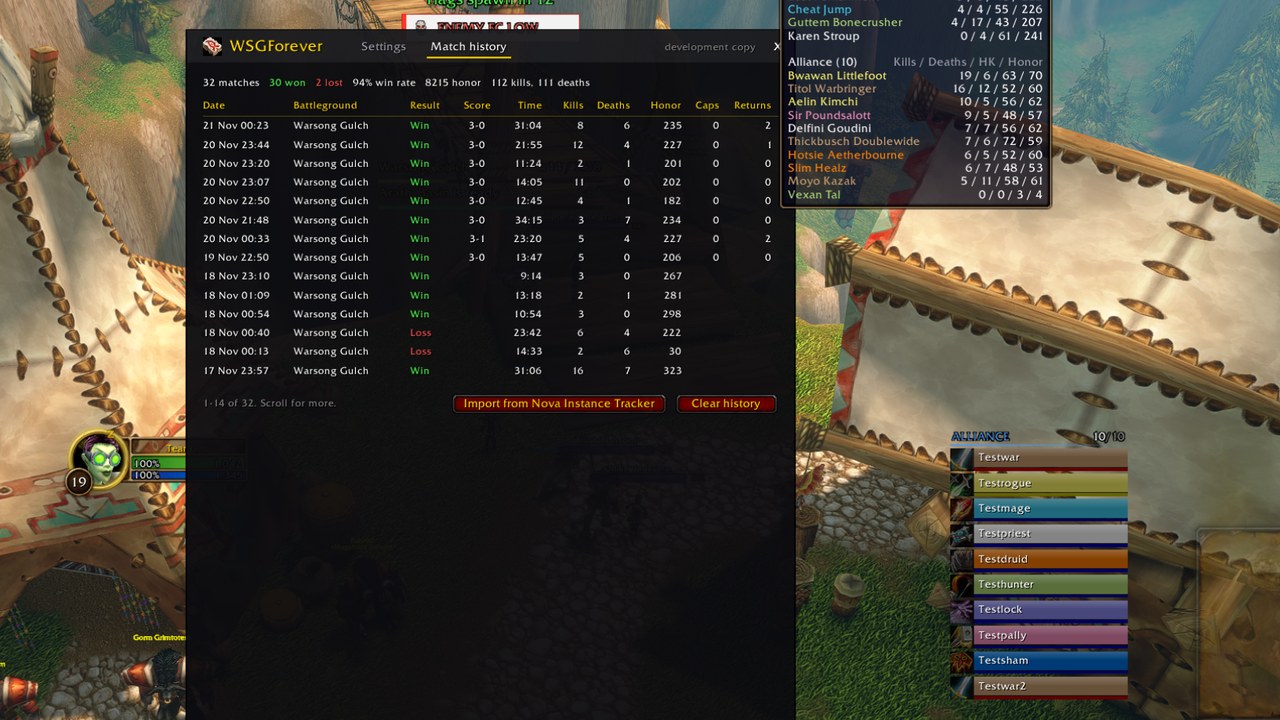 flags spawn in 12
ENEMY FC LOW
WSGForever
Settings
Match history
development copy
X
32 matches 30 won 2 lost 94% win rate 8215 honor 112 kills, 111 deaths
Date Battleground Result Score Time Kills Deaths Honor Caps Returns
21 Nov 00:23 Warsong Gulch Win 3-0 31:04 8 6 235 0 2
20 Nov 23:44 Warsong Gulch Win 3-0 21:55 12 4 227 0 1
20 Nov 23:20 Warsong Gulch Win 3-0 11:24 2 1 201 0 0
20 Nov 23:07 Warsong Gulch Win 3-0 14:05 11 0 202 0 0
20 Nov 22:50 Warsong Gulch Win 3-0 12:45 4 1 182 0 0
20 Nov 21:48 Warsong Gulch Win 3-0 34:15 3 7 234 0 0
20 Nov 00:33 Warsong Gulch Win 3-1 23:20 5 4 227 0 2
19 Nov 22:50 Warsong Gulch Win 3-0 13:47 5 0 206 0 0
18 Nov 23:10 Warsong Gulch Win 9:14 3 0 267
18 Nov 01:09 Warsong Gulch Win 13:18 2 1 281
18 Nov 00:54 Warsong Gulch Win 10:54 3 0 298
18 Nov 00:40 Warsong Gulch Loss 23:42 6 4 222
18 Nov 00:13 Warsong Gulch Loss 14:33 2 6 30
17 Nov 23:57 Warsong Gulch Win 31:06 16 7 323
1-14 of 32. Scroll for more.
Import from Nova Instance Tracker
Clear history
Cheat Jump 4 / 4 / 55 / 226
Guttem Bonecrusher 4 / 17 / 43 / 207
Karen Stroup 0 / 4 / 61 / 241
Alliance (10) Kills / Deaths / HK / Honor
Bwawan Littlefoot 19 / 6 / 63 / 70
Titol Warbringer 16 / 12 / 52 / 60
Aelin Kimchi 10 / 5 / 56 / 62
Sir Poundsalott 9 / 5 / 48 / 57
Delfini Goudini 7 / 7 / 56 / 62
Thickbusch Doublewide 7 / 6 / 72 / 59
Hotsie Aetherbourne 6 / 5 / 52 / 60
Slim Healz 6 / 7 / 48 / 53
Moyo Kazak 5 / 11 / 58 / 61
Vexan Tal 0 / 0 / 3 / 4
100%
100%
19
ALLIANCE 10/10
Testwar
Testrogue
Testmage
Testpriest
Testdruid
Testhunter
Testlock
Testpally
Testsham
Testwar2